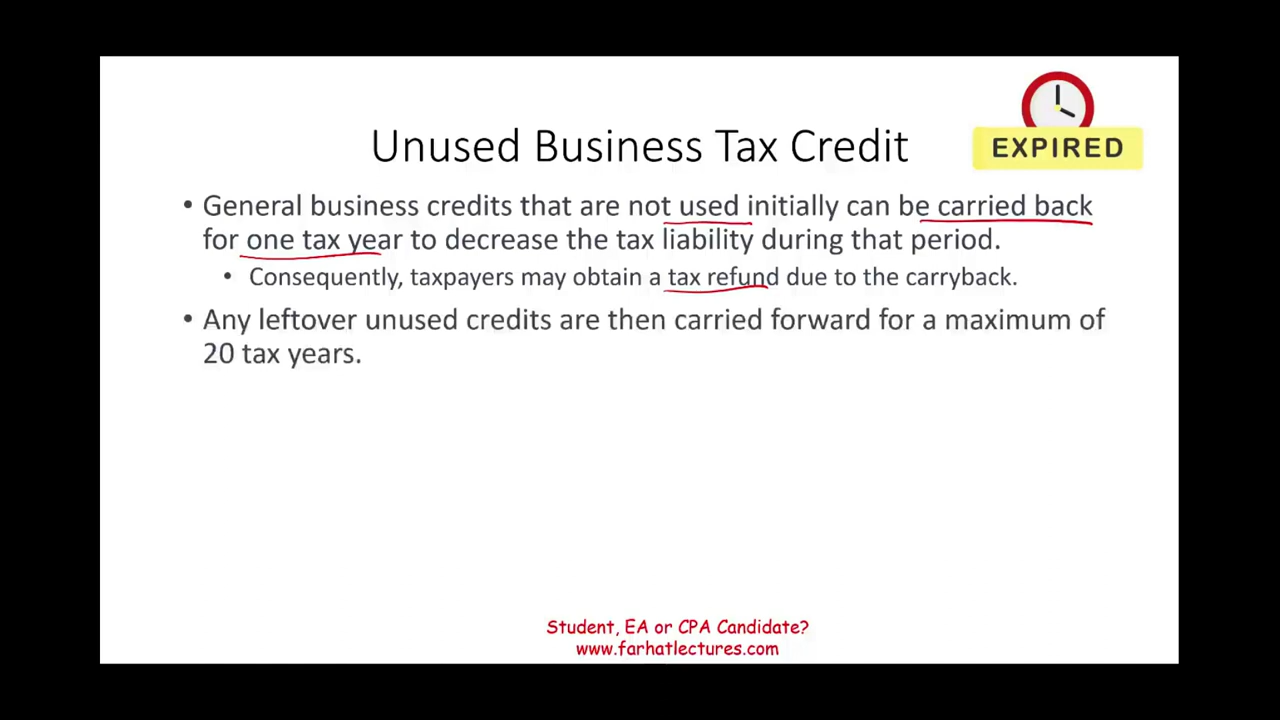 EXPIRED
Unused Business Tax Credit
• General business credits that are not used initially can be carried back
for one tax year to decrease the tax liability during that period.
• Consequently, taxpayers may obtain a tax refund due to the carryback.
• Any leftover unused credits are then carried forward for a maximum of
20 tax years.
Student, EA or CPA Candidate?
www.farhatlectures.com